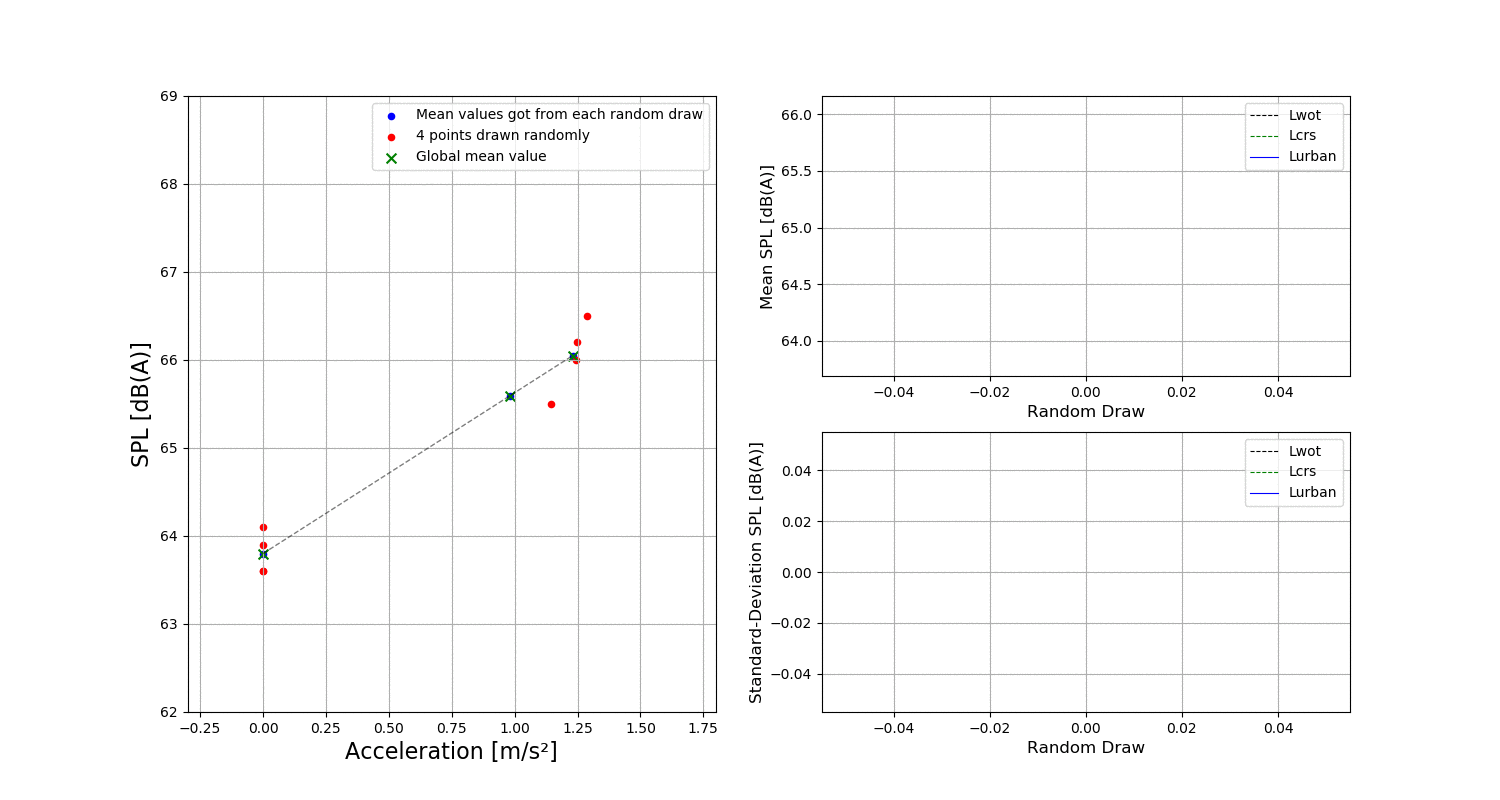 69
68
67
66
65
64
63
62
SPL [dB(A)]
Mean values got from each random draw
4 points drawn randomly
Global mean value
−0.25 0.00 0.25 0.50 0.75 1.00 1.25 1.50 1.75
Acceleration [m/s²]
66.0
65.5
65.0
64.5
64.0
Mean SPL [dB(A)]
Lwot
Lcrs
Lurban
−0.04 −0.02 0.00 0.02 0.04
Random Draw
0.04
0.02
0.00
−0.02
−0.04
Standard-Deviation SPL [dB(A)]
Lwot
Lcrs
Lurban
−0.04 −0.02 0.00 0.02 0.04
Random Draw